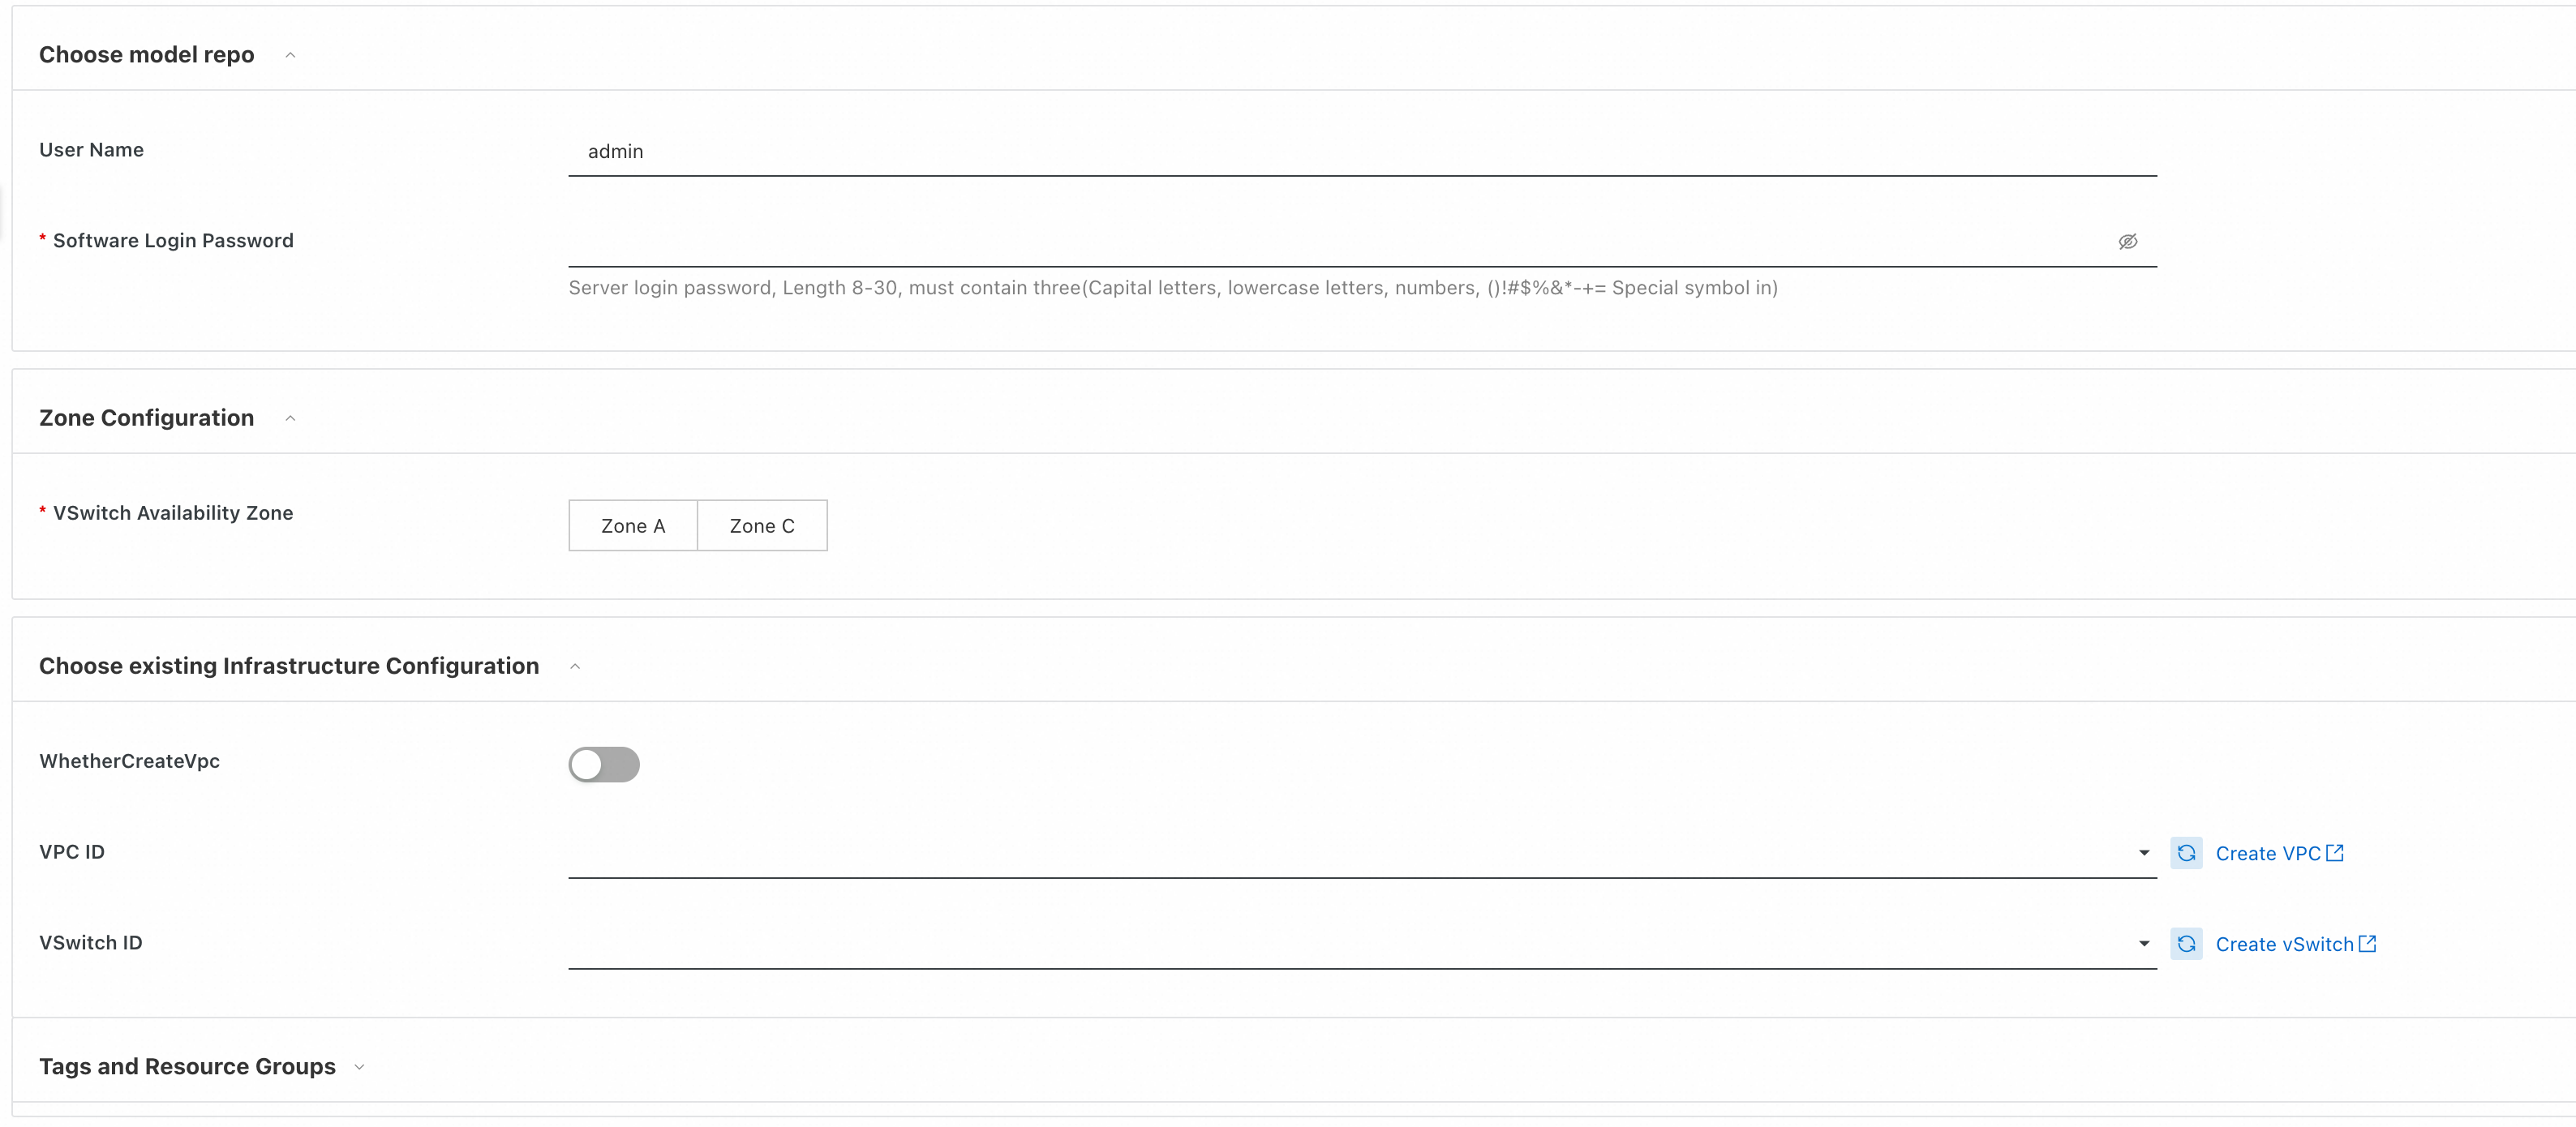 Choose model repo
User Name
admin
* Software Login Password
Server login password, Length 8-30, must contain three(Capital letters, lowercase letters, numbers, ()!#$%&*-+= Special symbol in)
Zone Configuration
* VSwitch Availability Zone
Zone A
Zone C
Choose existing Infrastructure Configuration
WhetherCreateVpc
VPC ID
Create VPC
VSwitch ID
Create vSwitch
Tags and Resource Groups